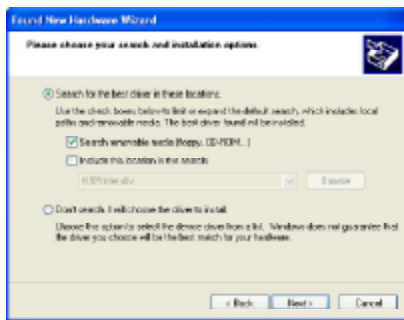 Found New Hardware Wizard
Please choose your search and installation options.
Search for the best driver in these locations.
Use the check boxes below to limit or expand the default search, which includes local
paths and removable media. The best driver found will be installed.
Search removable media (floppy, CD-ROM...)
Include this location in the search:
Browse
Don't search. I will choose the driver to install.
Choose this option to select the device driver from a list. Windows does not guarantee that
the driver you choose will be the best match for your hardware.
< Back
Next >
Cancel